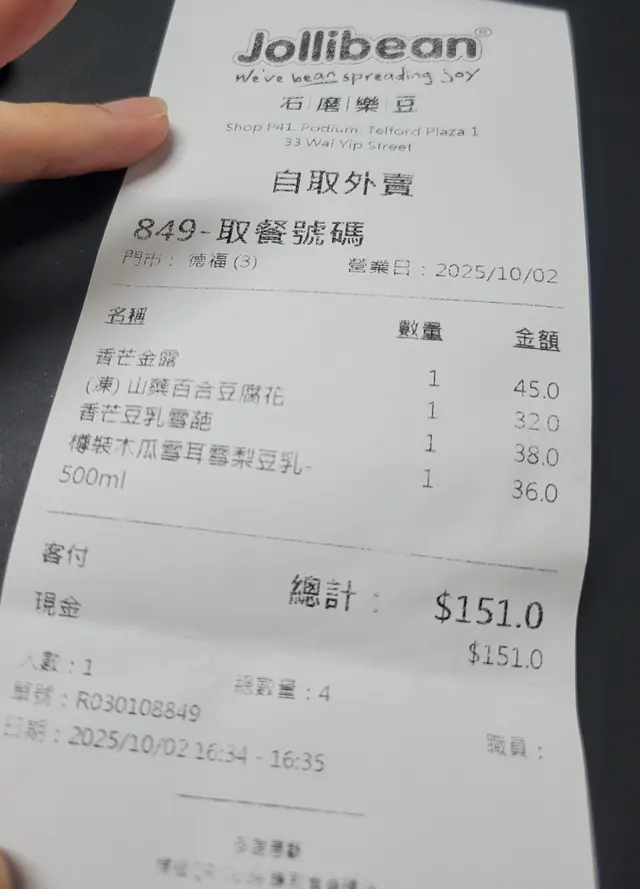 Jollibean®
We've bean spreading joy
石|磨|樂|豆
Shop P41, Podium, Telford Plaza 1
33 Wai Yip Street
自取外賣
849-取餐號碼
門市： 德福 (3) 營業日：2025/10/02
名稱 數量 金額
香芒金露 1 45.0
(凍) 山藥百合豆腐花 1 32.0
香芒豆乳雪葩 1 38.0
樽裝木瓜雪耳雪梨豆乳- 1 36.0
500ml
客付 總計： $151.0
現金 $151.0
人數：1 總數量：4
單號：R030108849 職員：
日期：2025/10/02 16:34 - 16:35